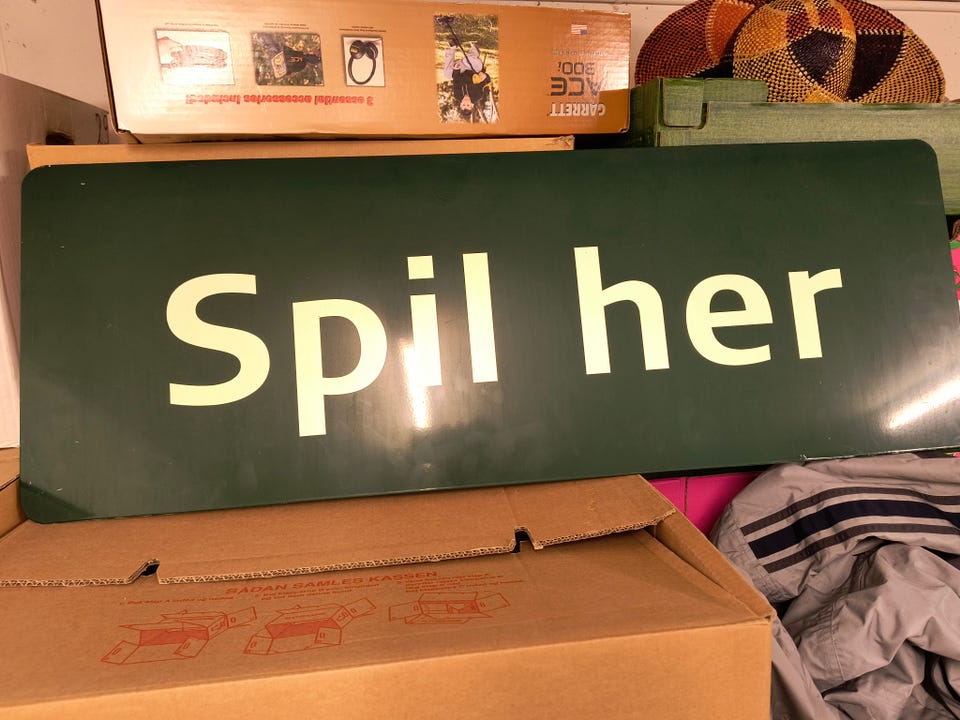 3 essential accessories included!
GARRETT
ACE
300i
Spil her
SÅDAN SAMLES KASSEN